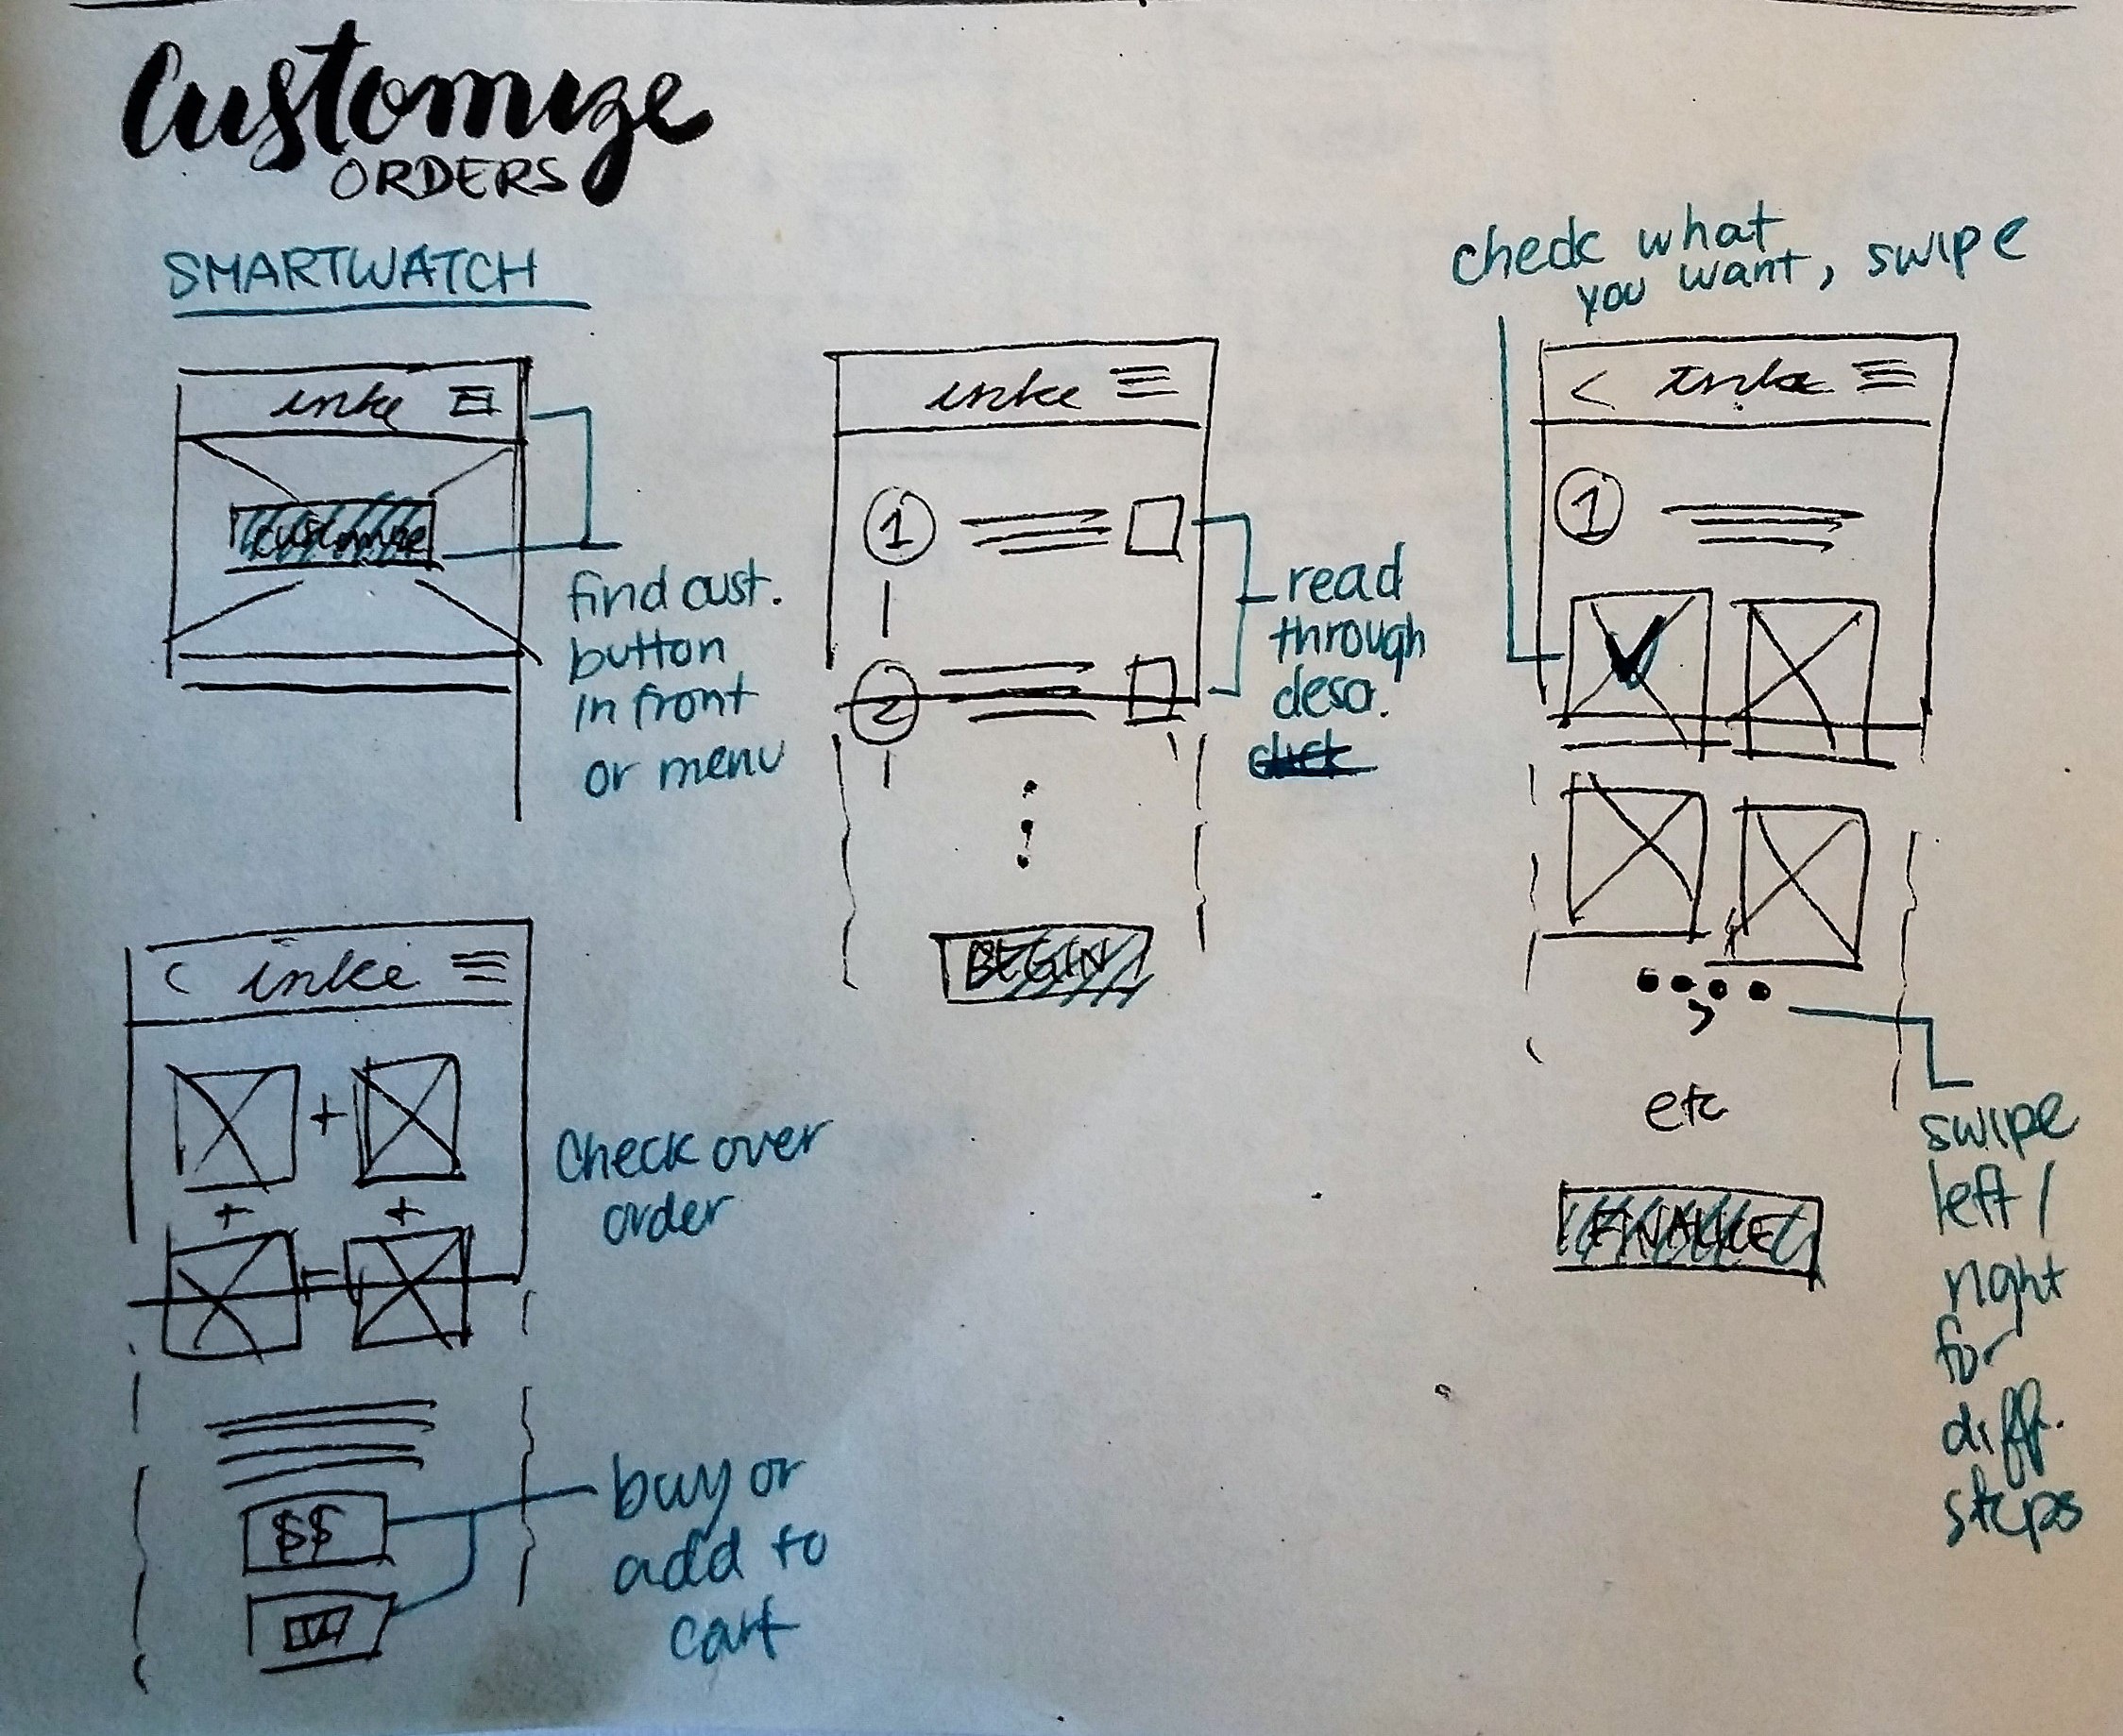 Customize
ORDERS
SMARTWATCH
inke
customize
find cust.
button
in front
or menu
inke
1
2
BEGIN
read
through
desc.
check what
you want, swipe
< inke
1
etc
FINALIZE
swipe
left /
right
for
diff.
steps
< inke
+
+ +
Check over
order
$$
buy or
add to
cart